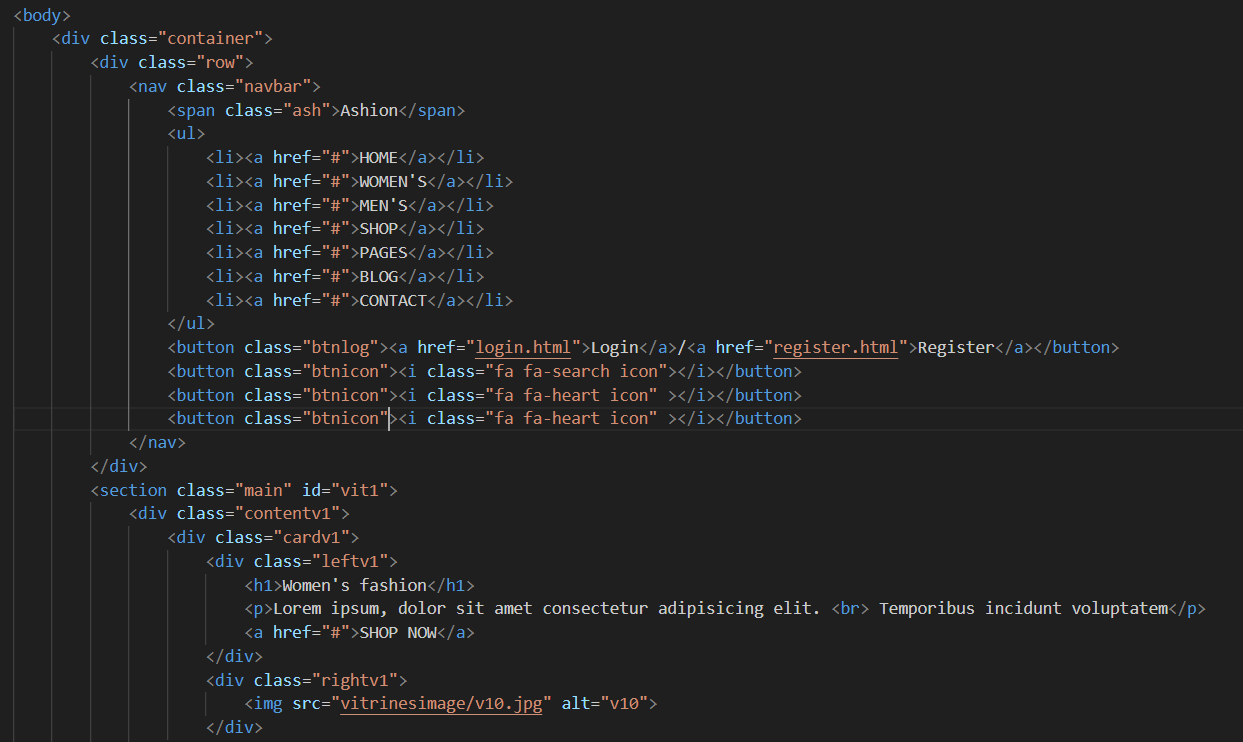 <body>
    <div class="container">
        <div class="row">
            <nav class="navbar">
                <span class="ash">Ashion</span>
                <ul>
                    <li><a href="#">HOME</a></li>
                    <li><a href="#">WOMEN'S</a></li>
                    <li><a href="#">MEN'S</a></li>
                    <li><a href="#">SHOP</a></li>
                    <li><a href="#">PAGES</a></li>
                    <li><a href="#">BLOG</a></li>
                    <li><a href="#">CONTACT</a></li>
                </ul>
                <button class="btnlog"><a href="login.html">Login</a>/<a href="register.html">Register</a></button>
                <button class="btnicon"><i class="fa fa-search icon"></i></button>
                <button class="btnicon"><i class="fa fa-heart icon" ></i></button>
                <button class="btnicon"><i class="fa fa-heart icon" ></i></button>
            </nav>
        </div>
        <section class="main" id="vit1">
            <div class="contentv1">
                <div class="cardv1">
                    <div class="leftv1">
                        <h1>Women's fashion</h1>
                        <p>Lorem ipsum, dolor sit amet consectetur adipisicing elit. <br> Temporibus incidunt voluptatem</p>
                        <a href="#">SHOP NOW</a>
                    </div>
                    <div class="rightv1">
                        <img src="vitrinesimage/v10.jpg" alt="v10">
                    </div>